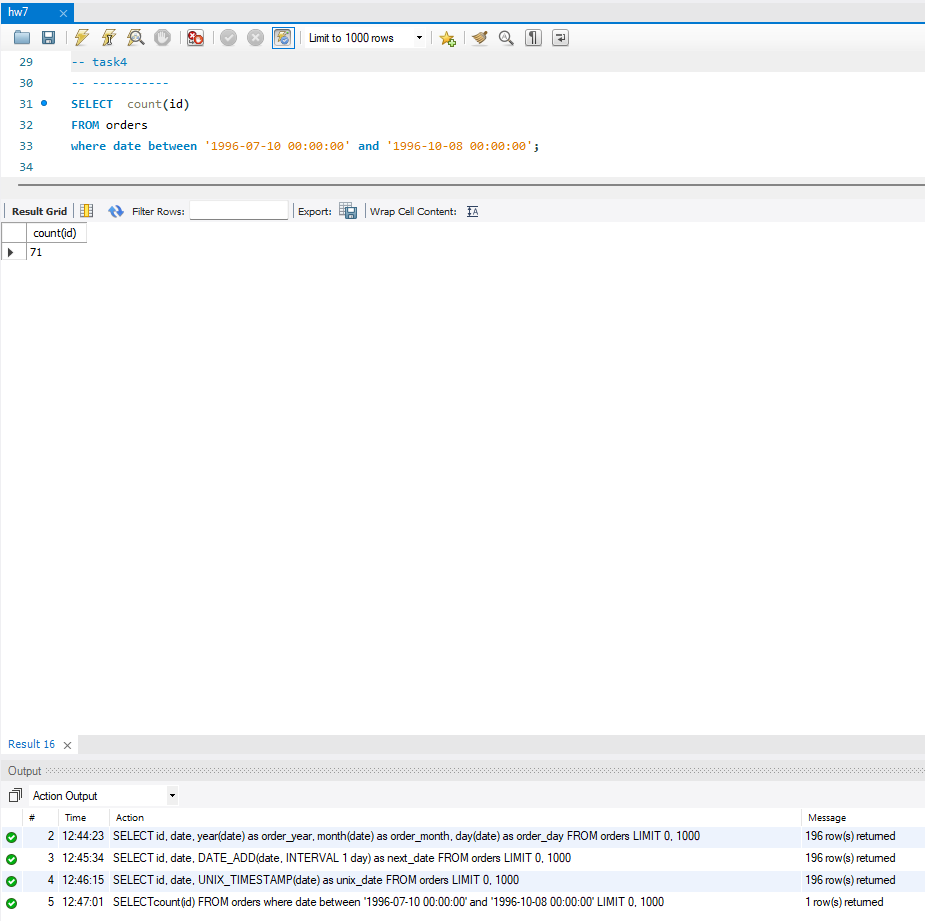 hw7
Limit to 1000 rows
29 -- task4
30 -- -----------
31 SELECT  count(id)
32 FROM orders
33 where date between '1996-07-10 00:00:00' and '1996-10-08 00:00:00';
34
Result Grid Filter Rows: Export: Wrap Cell Content: IA
count(id)
71
Result 16
Output
Action Output
# Time Action Message
2 12:44:23 SELECT id, date, year(date) as order_year, month(date) as order_month, day(date) as order_day FROM orders LIMIT 0, 1000 196 row(s) returned
3 12:45:34 SELECT id, date, DATE_ADD(date, INTERVAL 1 day) as next_date FROM orders LIMIT 0, 1000 196 row(s) returned
4 12:46:15 SELECT id, date, UNIX_TIMESTAMP(date) as unix_date FROM orders LIMIT 0, 1000 196 row(s) returned
5 12:47:01 SELECTcount(id) FROM orders where date between '1996-07-10 00:00:00' and '1996-10-08 00:00:00' LIMIT 0, 1000 1 row(s) returned